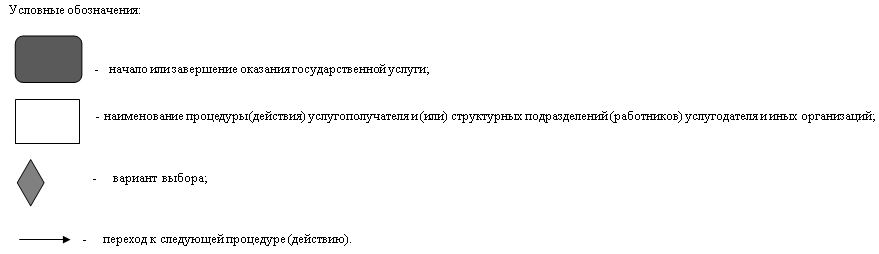 Условные обозначения:
- начало или завершение оказания государственной услуги;
- наименование процедуры (действия) услугополучателя и (или) структурных подразделений (работников) услугодателя и иных организаций;
- вариант выбора;
- переход к следующей процедуре (действию).